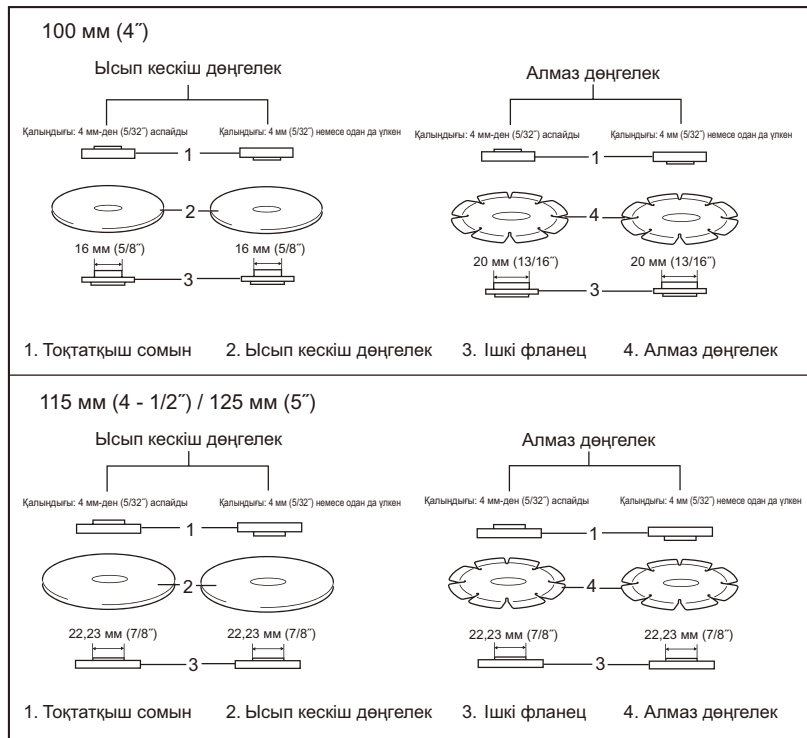 100 мм (4˝)
Ысып кескіш дөңгелек
Алмаз дөңгелек
Қалыңдығы: 4 мм-ден (5/32˝) аспайды
Қалыңдығы: 4 мм (5/32˝) немесе одан да үлкен
Қалыңдығы: 4 мм-ден (5/32˝) аспайды
Қалыңдығы: 4 мм (5/32˝) немесе одан да үлкен
1
1
2
4
16 мм (5/8˝)
16 мм (5/8˝)
20 мм (13/16˝)
20 мм (13/16˝)
3
3
1. Тоқтатқыш сомын 2. Ысып кескіш дөңгелек 3. Ішкі фланец 4. Алмаз дөңгелек
115 мм (4 - 1/2˝) / 125 мм (5˝)
Ысып кескіш дөңгелек
Алмаз дөңгелек
Қалыңдығы: 4 мм-ден (5/32˝) аспайды
Қалыңдығы: 4 мм (5/32˝) немесе одан да үлкен
Қалыңдығы: 4 мм-ден (5/32˝) аспайды
Қалыңдығы: 4 мм (5/32˝) немесе одан да үлкен
1
1
2
4
22,23 мм (7/8˝)
22,23 мм (7/8˝)
22,23 мм (7/8˝)
22,23 мм (7/8˝)
3
3
1. Тоқтатқыш сомын 2. Ысып кескіш дөңгелек 3. Ішкі фланец 4. Алмаз дөңгелек